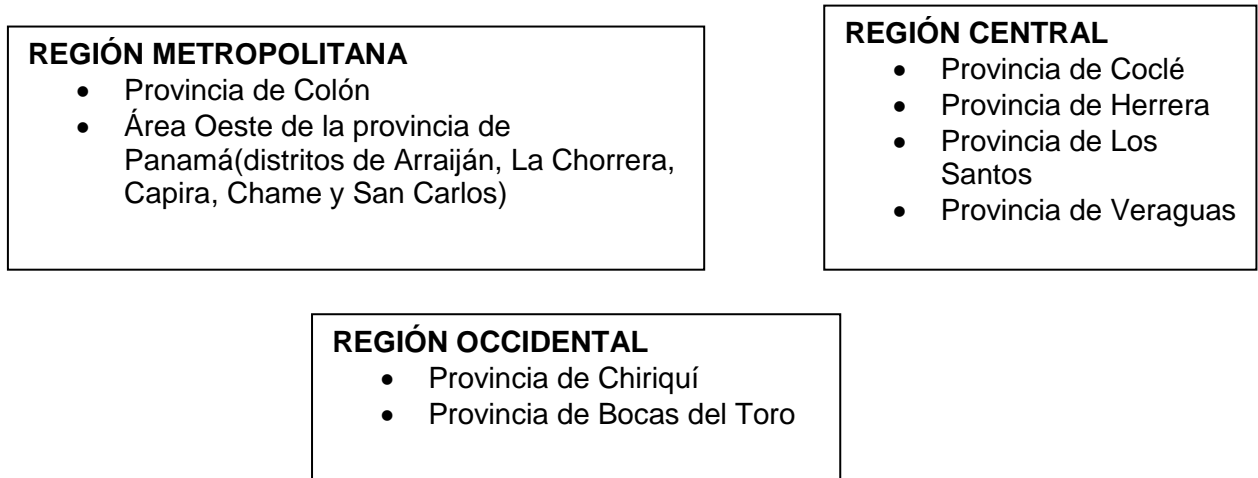 REGIÓN METROPOLITANA
• Provincia de Colón
• Área Oeste de la provincia de
Panamá(distritos de Arraiján, La Chorrera,
Capira, Chame y San Carlos)
REGIÓN CENTRAL
• Provincia de Coclé
• Provincia de Herrera
• Provincia de Los
Santos
• Provincia de Veraguas
REGIÓN OCCIDENTAL
• Provincia de Chiriquí
• Provincia de Bocas del Toro